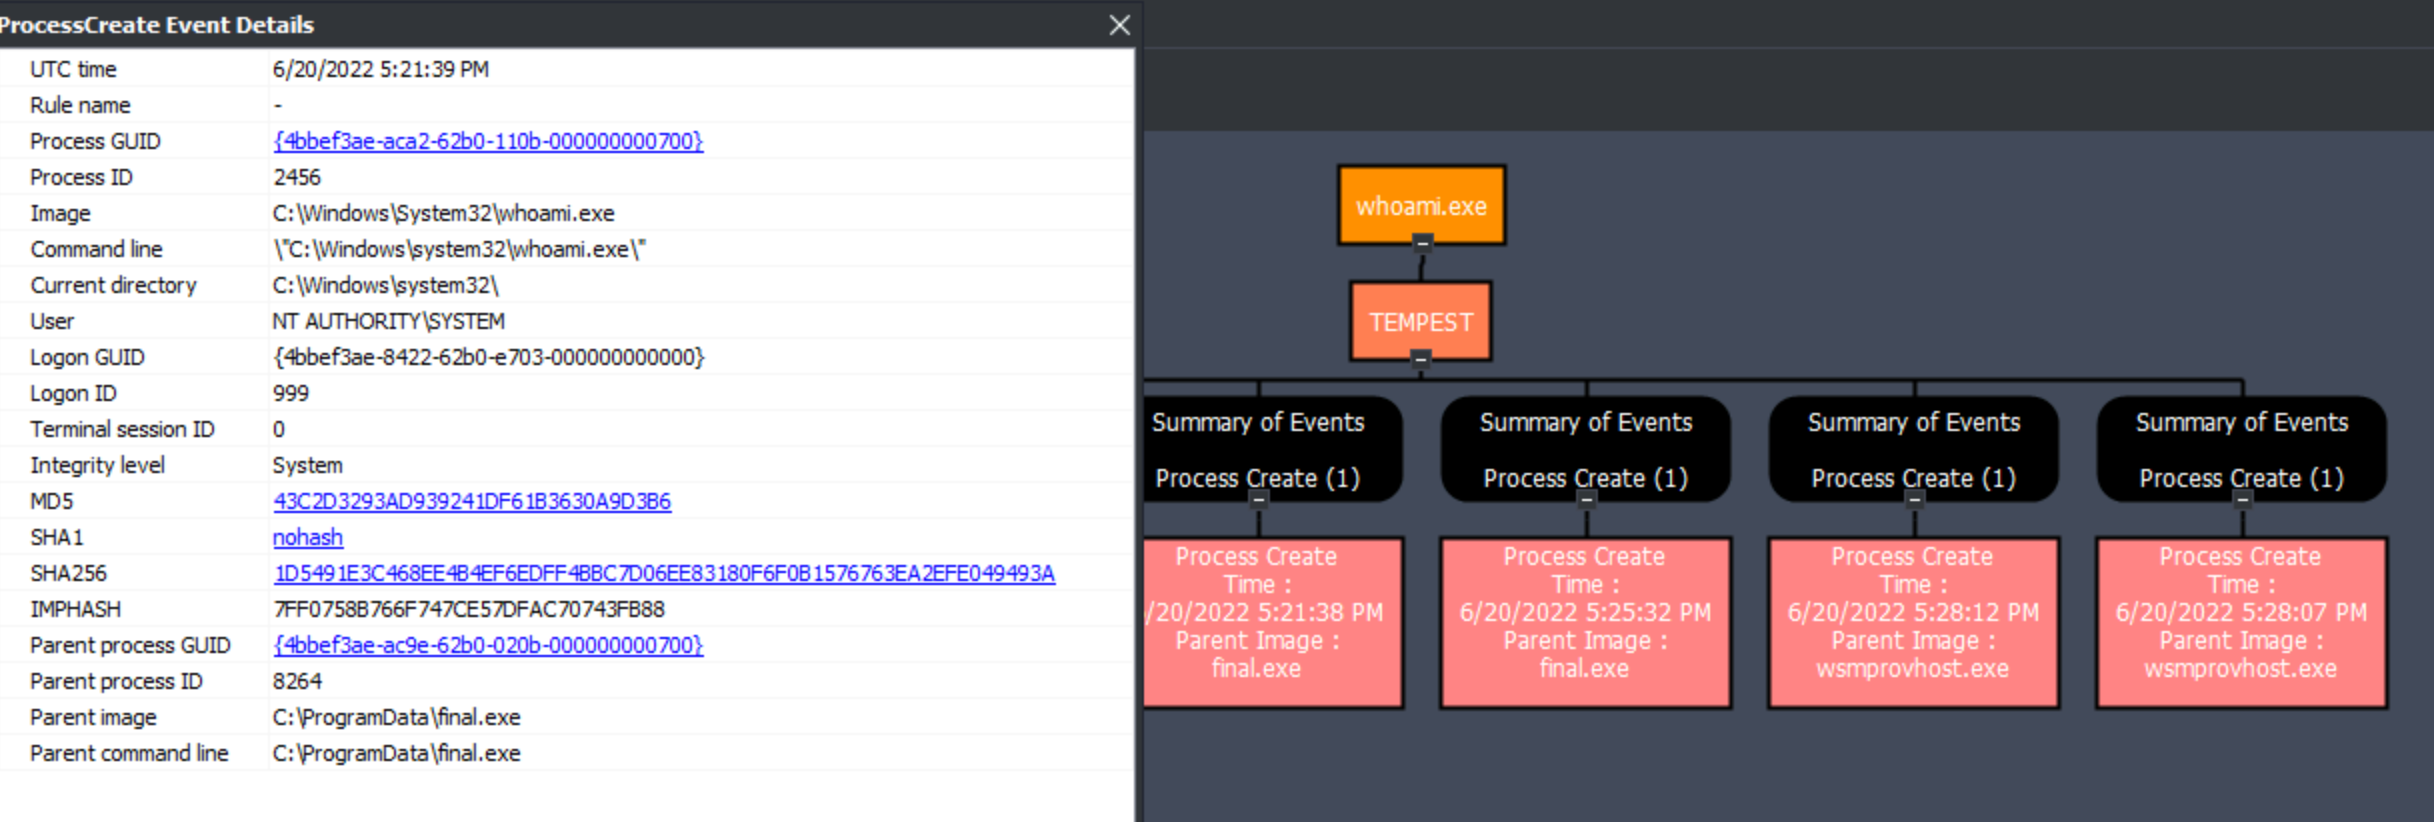 ProcessCreate Event Details
UTC time 6/20/2022 5:21:39 PM
Rule name -
Process GUID {4bbef3ae-aca2-62b0-110b-000000000700}
Process ID 2456
Image C:\Windows\System32\whoami.exe
Command line \"C:\Windows\system32\whoami.exe\"
Current directory C:\Windows\system32\
User NT AUTHORITY\SYSTEM
Logon GUID {4bbef3ae-8422-62b0-e703-000000000000}
Logon ID 999
Terminal session ID 0
Integrity level System
MD5 43C2D3293AD939241DF61B3630A9D3B6
SHA1 nohash
SHA256 1D5491E3C468EE4B4EF6EDFF4BBC7D06EE83180F6F0B1576763EA2EFE049493A
IMPHASH 7FF0758B766F747CE57DFAC70743FB88
Parent process GUID {4bbef3ae-ac9e-62b0-020b-000000000700}
Parent process ID 8264
Parent image C:\ProgramData\final.exe
Parent command line C:\ProgramData\final.exe
whoami.exe
TEMPEST
Summary of Events
Process Create (1)
Process Create
Time :
/20/2022 5:21:38 PM
Parent Image :
final.exe
Summary of Events
Process Create (1)
Process Create
Time :
6/20/2022 5:25:32 PM
Parent Image :
final.exe
Summary of Events
Process Create (1)
Process Create
Time :
6/20/2022 5:28:12 PM
Parent Image :
wsmprovhost.exe
Summary of Events
Process Create (1)
Process Create
Time :
6/20/2022 5:28:07 PM
Parent Image :
wsmprovhost.exe